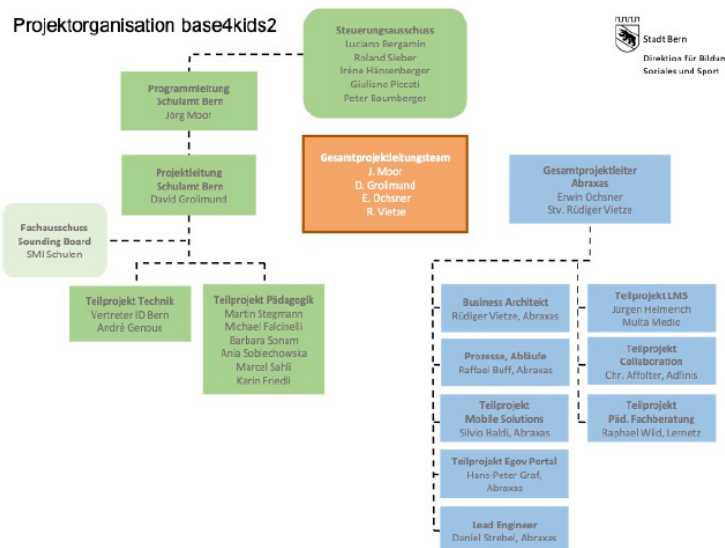 Projektorganisation base4kids2
Steuerungsausschuss
Luciano Bergamin
Roland Sieber
Irène Hänsenberger
Giuliano Piccati
Peter Baumberger
Stadt Bern
Direktion für Bildun
Soziales und Sport
Programmleitung
Schulamt Bern
Jörg Moor
Gesamtprojektleitungsteam
J. Moor
D. Grolimund
E. Ochsner
R. Vietze
Projektleitung
Schulamt Bern
David Grolimund
Gesamtprojektleiter
Abraxas
Erwin Ochsner
Stv. Rüdiger Vietze
Fachausschuss
Sounding Board
SMI Schulen
Teilprojekt Technik
Vertreter ID Bern
André Genoux
Teilprojekt Pädagogik
Martin Stegmann
Michael Falcinelli
Barbara Sonam
Ania Sobiechowska
Marcel Sahli
Karin Friedli
Business Architekt
Rüdiger Vietze, Abraxas
Prozesse, Abläufe
Raffael Buff, Abraxas
Teilprojekt
Mobile Solutions
Silvio Haldi, Abraxas
Teilprojekt Egov Portal
Hans-Peter Graf,
Abraxas
Lead Engineer
Daniel Strebel, Abraxas
Teilprojekt LMS
Jürgen Helmerich
Multa Medio
Teilprojekt
Collaboration
Chr. Affolter, Adfinis
Teilprojekt
Päd. Fachberatung
Raphael Wild, Lernetz